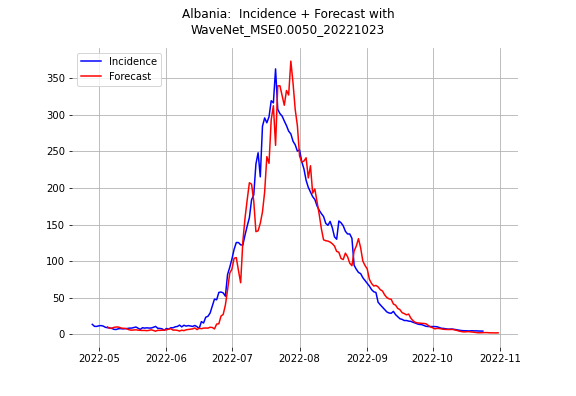 Albania:  Incidence + Forecast with
WaveNet_MSE0.0050_20221023
Incidence
Forecast
350
300
250
200
150
100
50
0
2022-05 2022-06 2022-07 2022-08 2022-09 2022-10 2022-11